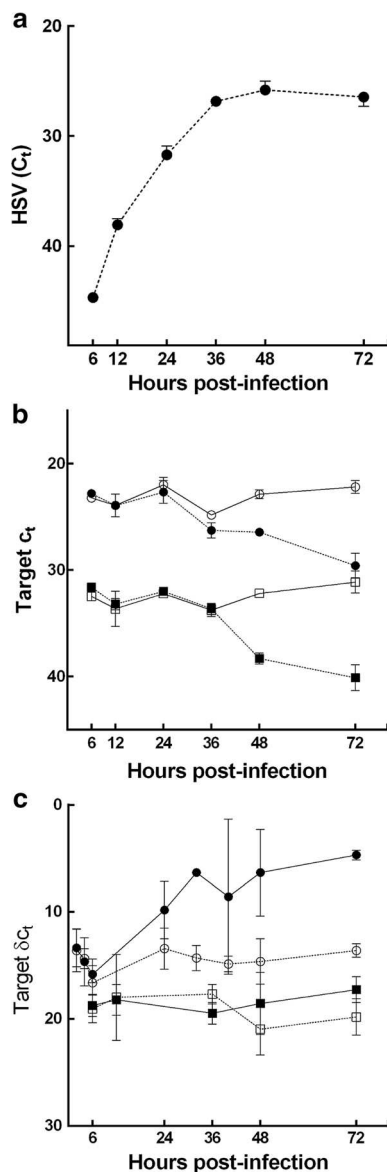 a
20
30
40
HSV (Ct)
6 12 24 36 48 72
Hours post-infection
b
20
30
40
Target ct
6 12 24 36 48 72
Hours post-infection
c
0
10
20
30
Target δct
6 24 36 48 72
Hours post-infection